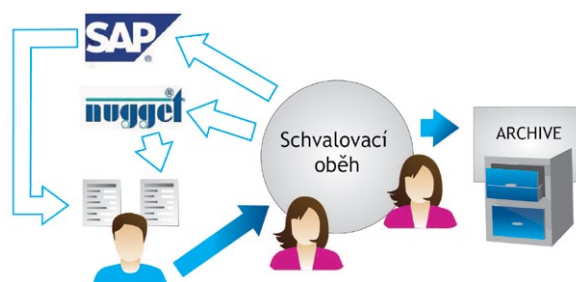 SAP®
nugget®
Schvalovací
oběh
ARCHIVE